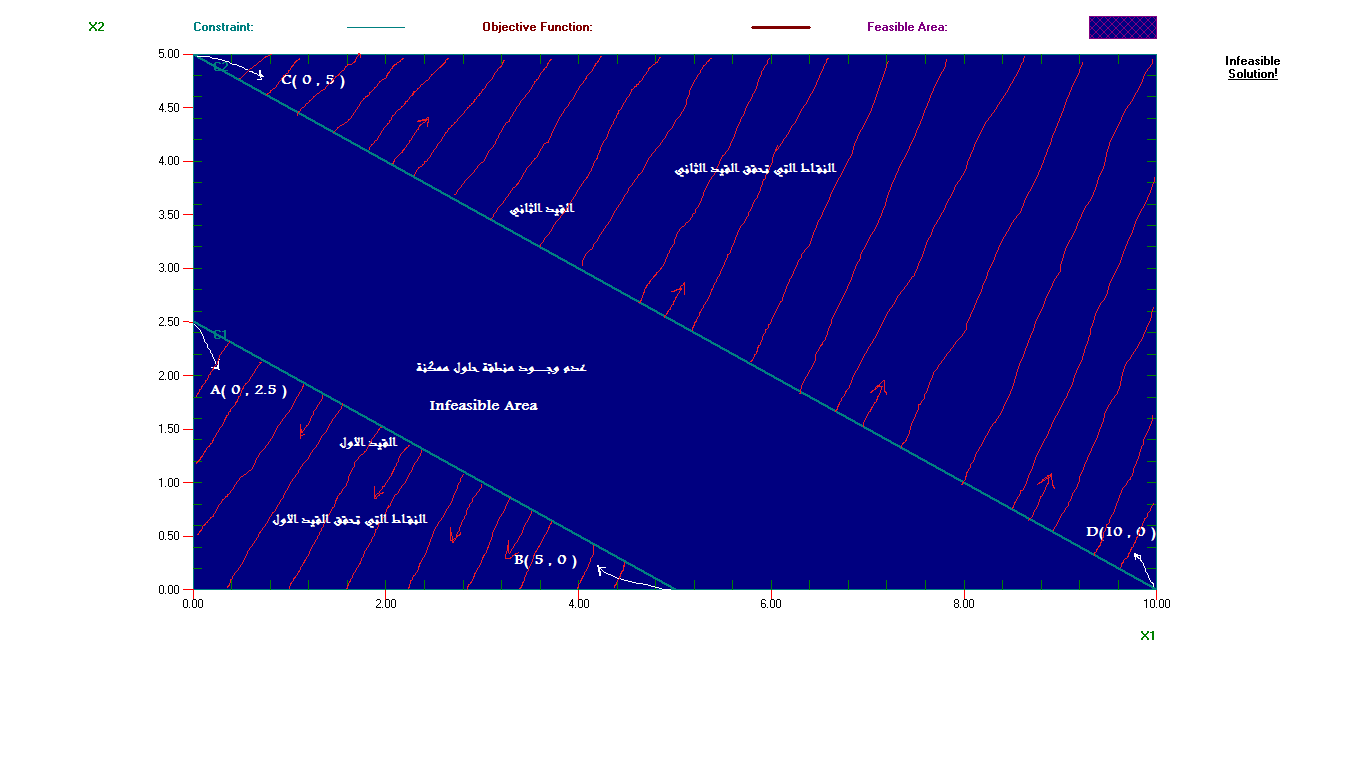 X2
Constraint:
Objective Function:
Feasible Area:
Infeasible
Solution!
5.00
4.50
4.00
3.50
3.00
2.50
2.00
1.50
1.00
0.50
0.00
C2
C( 0 , 5 )
النقاط التي تحقق القيد الثاني
القيد الثاني
C1
عدم وجـــود منطقة حلول ممكنة
A( 0 , 2.5 )
Infeasible Area
القيد الأول
النقاط التي تحقق القيد الأول
D(10 , 0 )
B( 5 , 0 )
0.00
2.00
4.00
6.00
8.00
10.00
X1